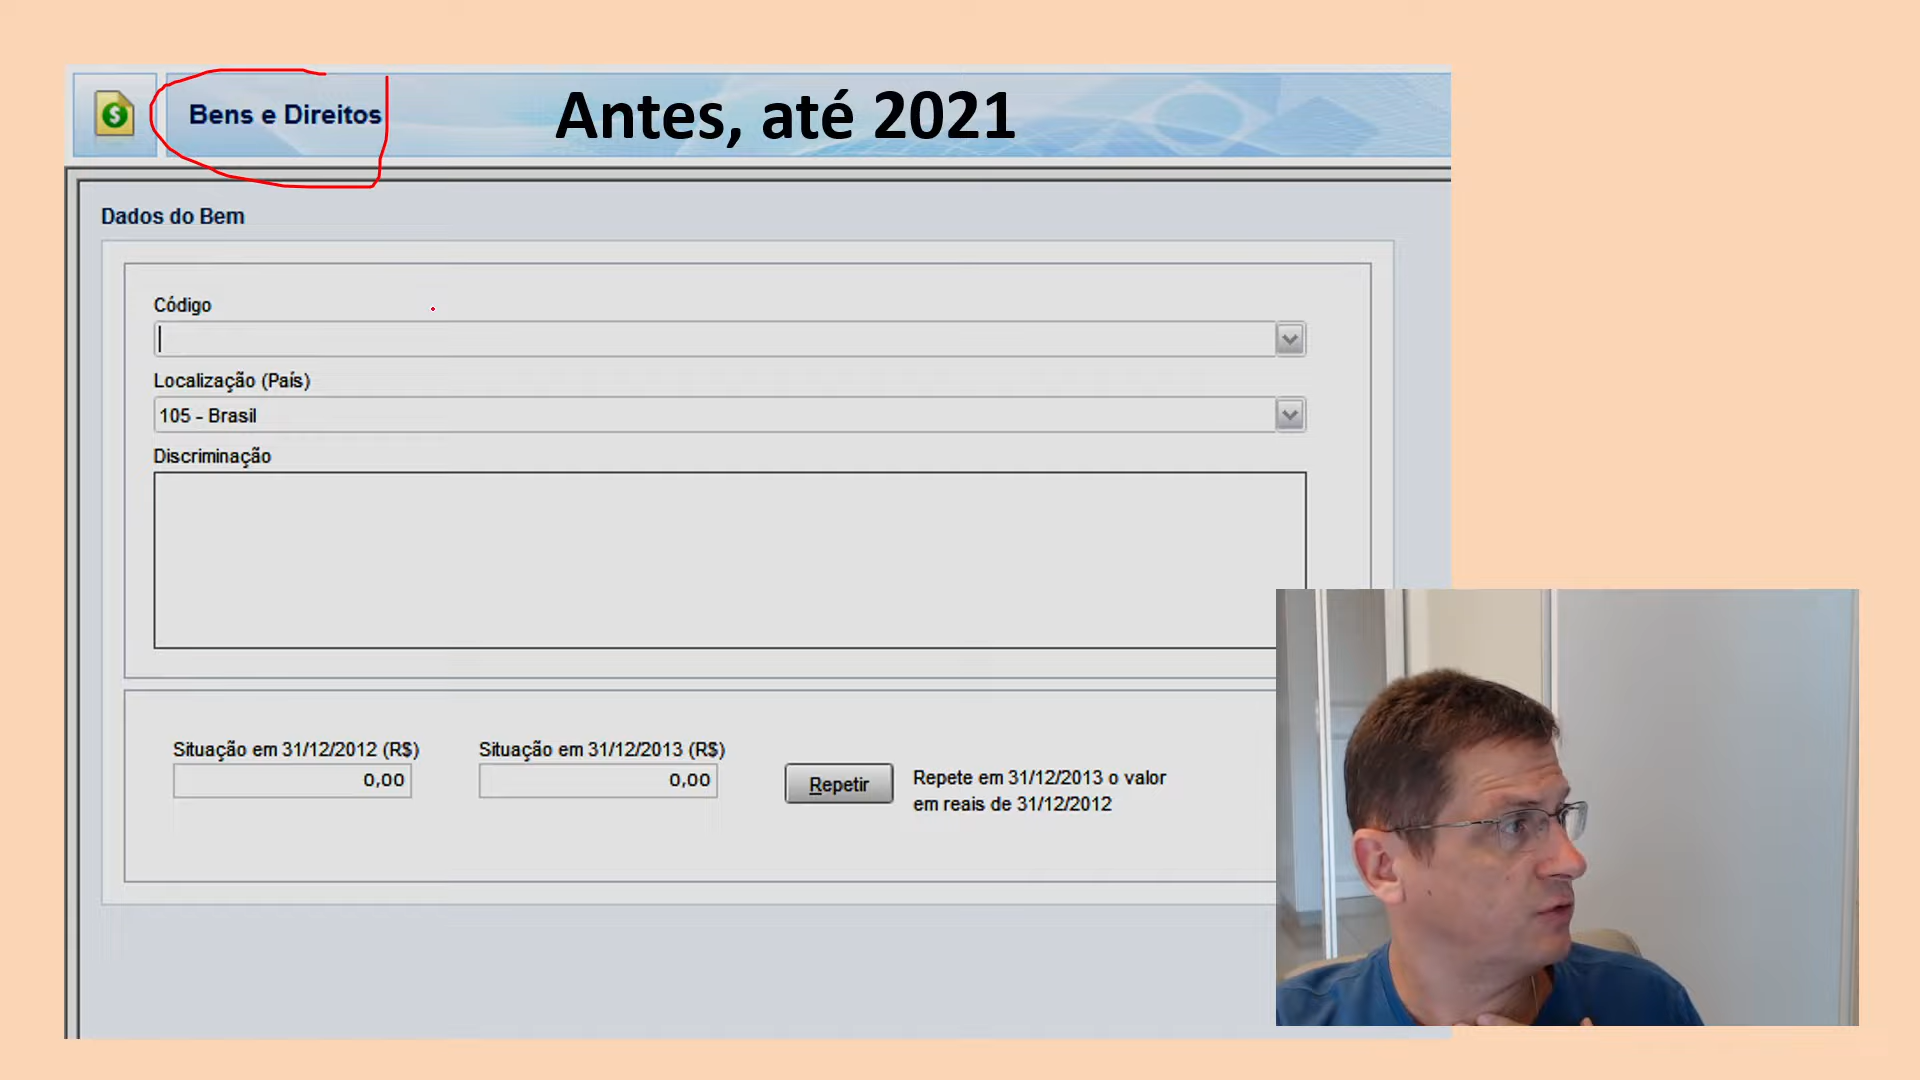 Bens e Direitos
Antes, até 2021
Dados do Bem
Código
Localização (País)
105 - Brasil
Discriminação
Situação em 31/12/2012 (R$)
0,00
Situação em 31/12/2013 (R$)
0,00
Repetir
Repete em 31/12/2013 o valor
em reais de 31/12/2012